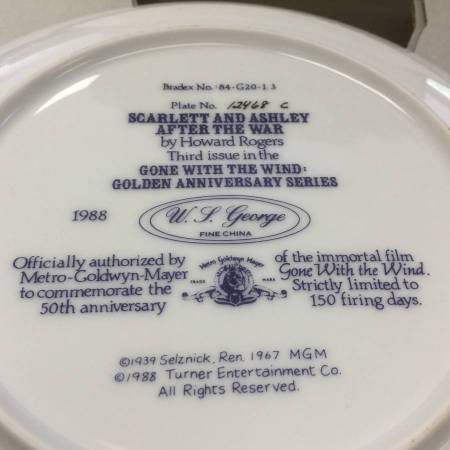 Bradex No. 84-G20-1.3
Plate No. 12468 C
SCARLETT AND ASHLEY
AFTER THE WAR
by Howard Rogers
Third issue in the
GONE WITH THE WIND:
GOLDEN ANNIVERSARY SERIES
1988
W. S. George
FINE CHINA
Officially authorized by
Metro-Goldwyn-Mayer
to commemorate the
50th anniversary
Metro Goldwyn Mayer
TRADE MARK
of the immortal film
Gone With the Wind.
Strictly limited to
150 firing days.
©1939 Selznick, Ren. 1967 MGM
©1988 Turner Entertainment Co.
All Rights Reserved.